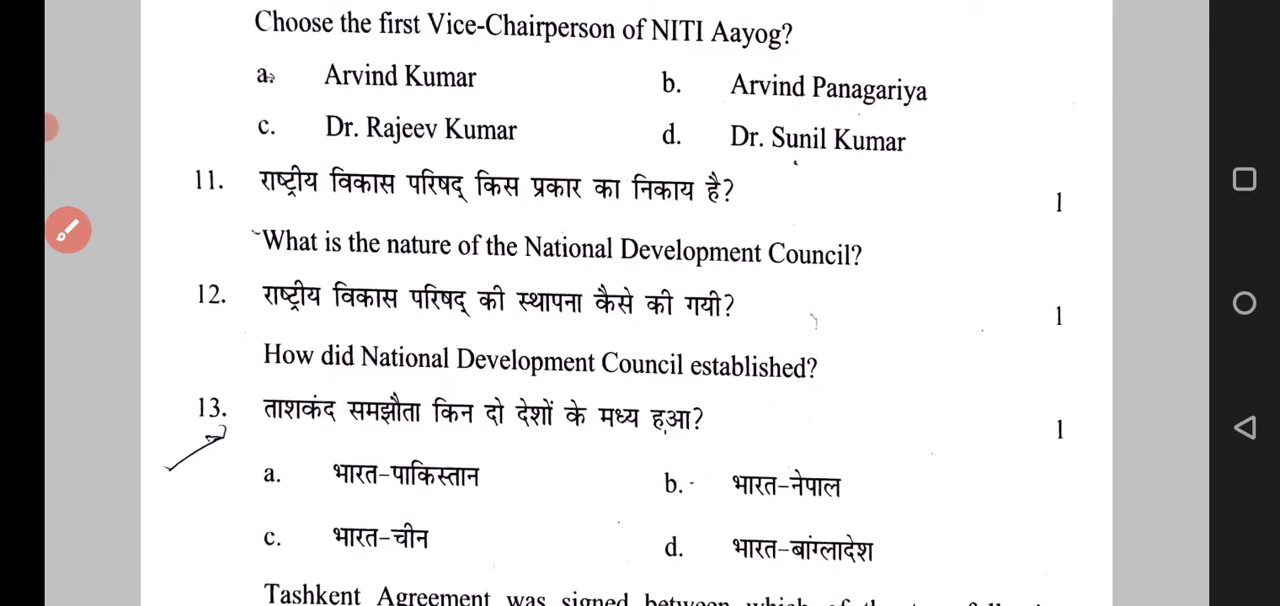 Choose the first Vice-Chairperson of NITI Aayog?
a. Arvind Kumar b. Arvind Panagariya
c. Dr. Rajeev Kumar d. Dr. Sunil Kumar
11. राष्ट्रीय विकास परिषद् किस प्रकार का निकाय है? 1
What is the nature of the National Development Council?
12. राष्ट्रीय विकास परिषद् की स्थापना कैसे की गयी? 1
How did National Development Council established?
13. ताशकंद समझौता किन दो देशों के मध्य हुआ? 1
a. भारत-पाकिस्तान b. भारत-नेपाल
c. भारत-चीन d. भारत-बांग्लादेश
Tashkent Agreement was signed between which of the